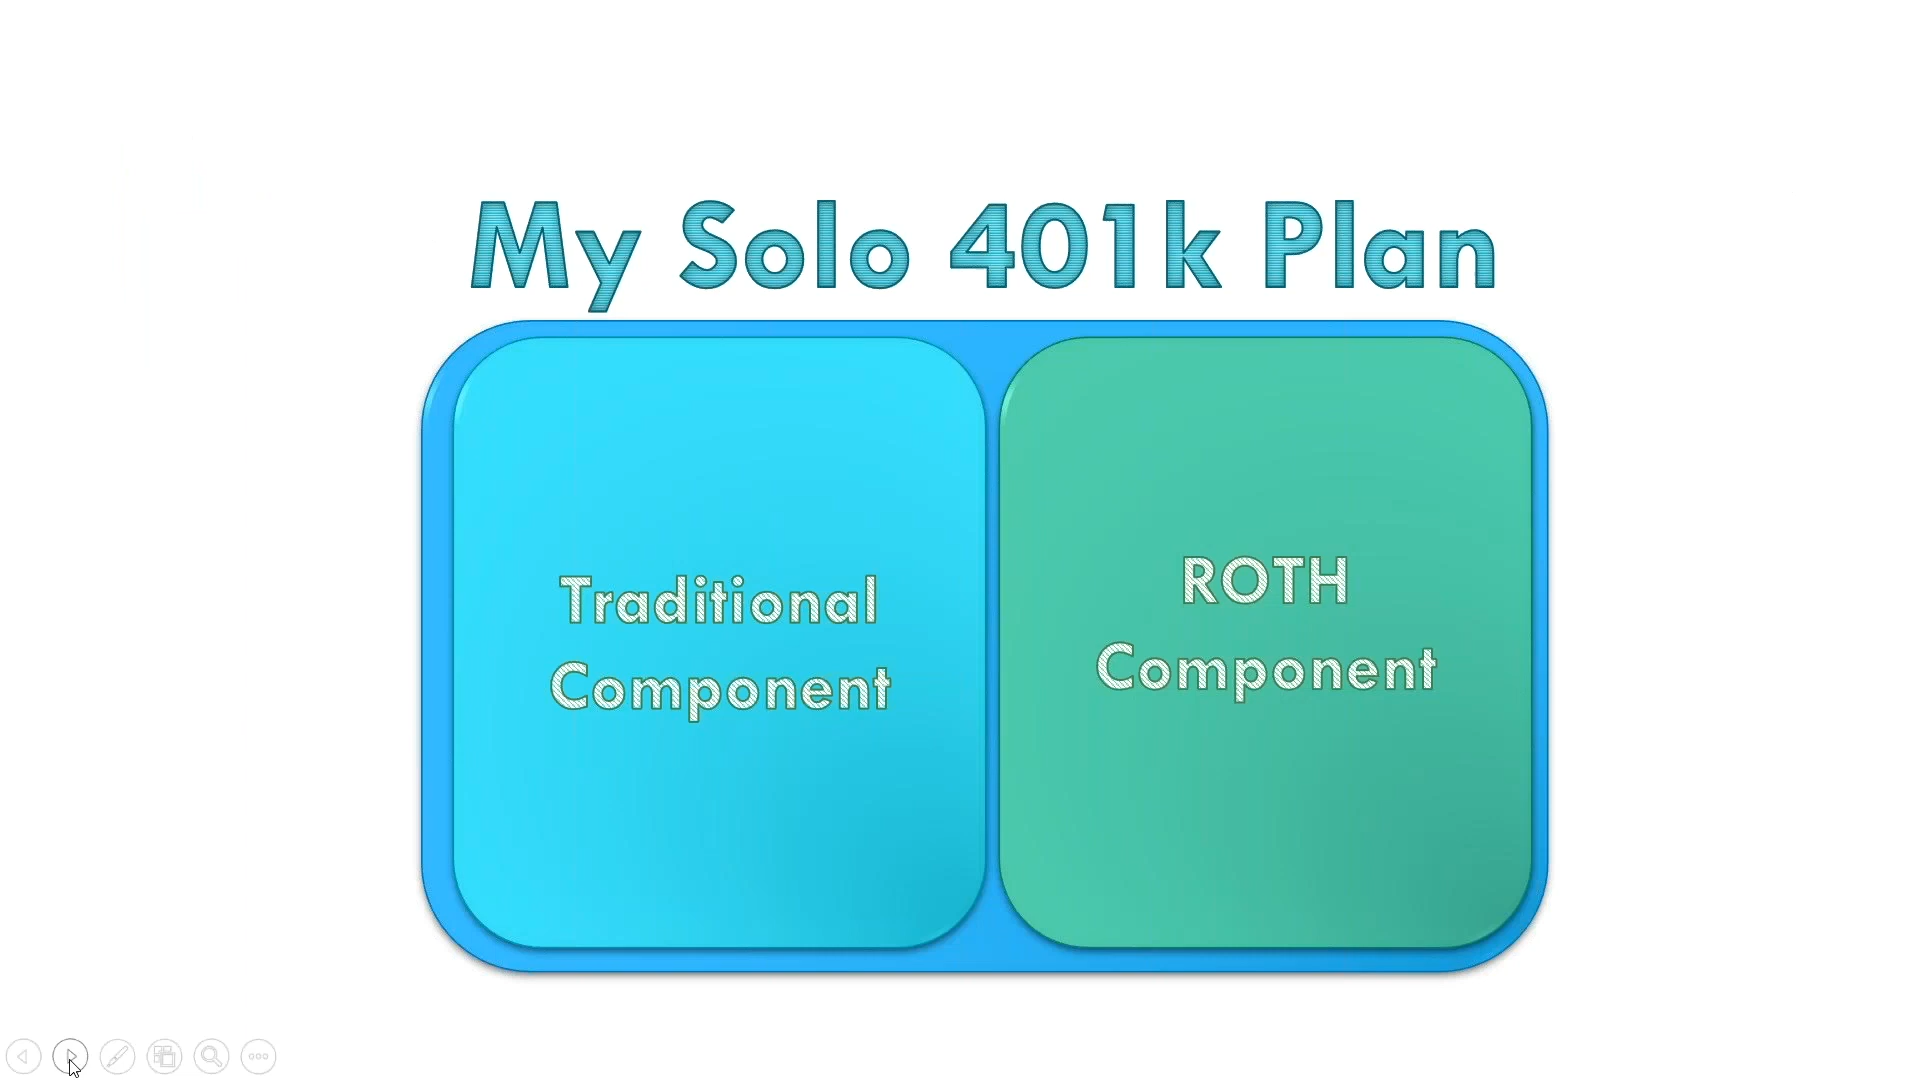 My Solo 401k Plan
Traditional
Component
ROTH
Component